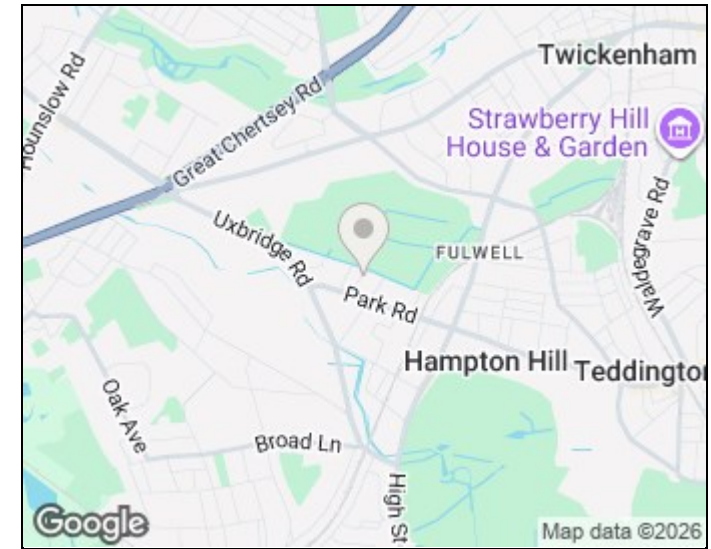 Twickenham
Hounslow Rd
Great Chertsey Rd
Strawberry Hill
House & Garden
Waldegrave Rd
Uxbridge Rd
FULWELL
Park Rd
Hampton Hill
Teddington
Oak Ave
Broad Ln
High St
Google
Map data ©2026